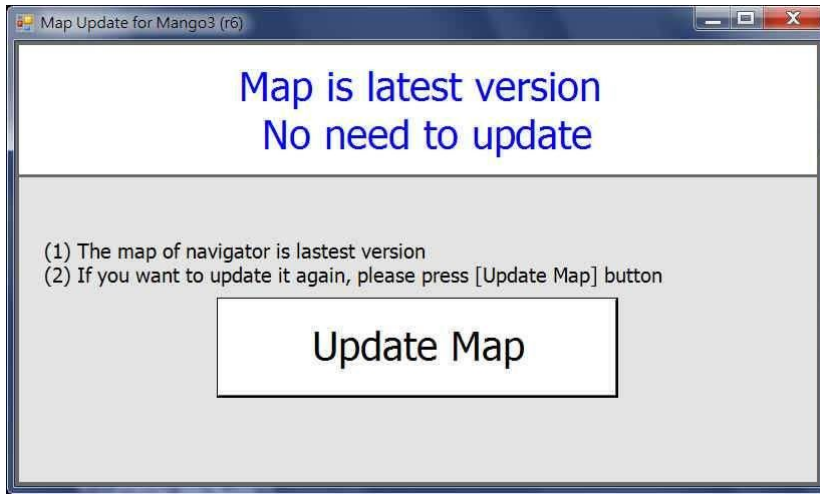 Map Update for Mango3 (r6)
Map is latest version
No need to update
(1) The map of navigator is lastest version
(2) If you want to update it again, please press [Update Map] button
Update Map